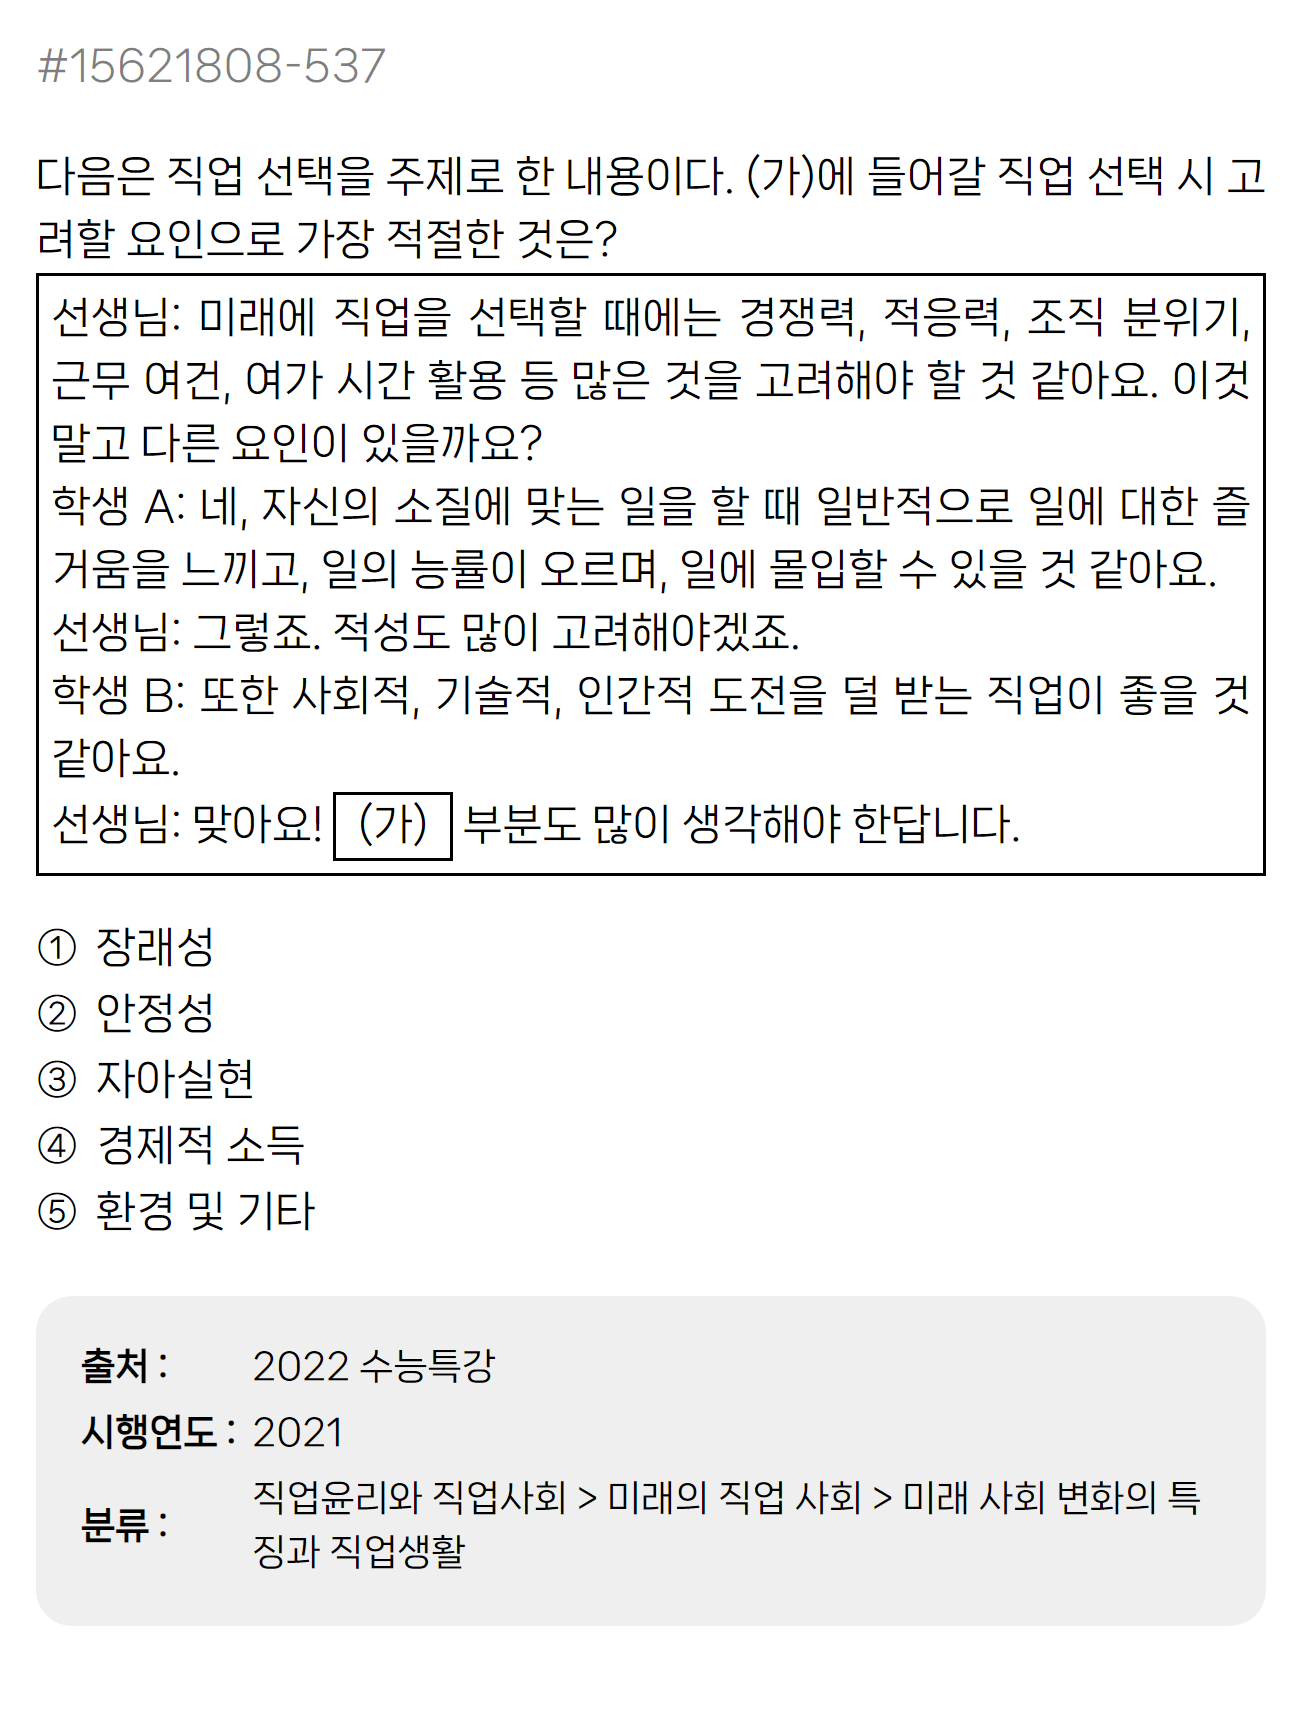 #15621808-537
다음은 직업 선택을 주제로 한 내용이다. (가)에 들어갈 직업 선택 시 고
려할 요인으로 가장 적절한 것은?
선생님: 미래에 직업을 선택할 때에는 경쟁력, 적응력, 조직 분위기,
근무 여건, 여가 시간 활용 등 많은 것을 고려해야 할 것 같아요. 이것
말고 다른 요인이 있을까요?
학생 A: 네, 자신의 소질에 맞는 일을 할 때 일반적으로 일에 대한 즐
거움을 느끼고, 일의 능률이 오르며, 일에 몰입할 수 있을 것 같아요.
선생님: 그렇죠. 적성도 많이 고려해야겠죠.
학생 B: 또한 사회적, 기술적, 인간적 도전을 덜 받는 직업이 좋을 것
같아요.
선생님: 맞아요! (가) 부분도 많이 생각해야 한답니다.
① 장래성
② 안정성
③ 자아실현
④ 경제적 소득
⑤ 환경 및 기타
출처 : 2022 수능특강
시행연도 : 2021
분류 : 직업윤리와 직업사회 > 미래의 직업 사회 > 미래 사회 변화의 특
징과 직업생활